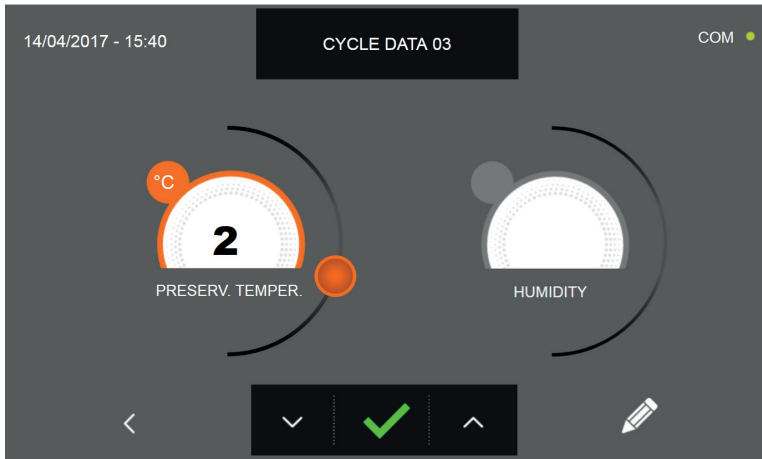 14/04/2017 - 15:40
CYCLE DATA 03
COM
°C
2
PRESERV. TEMPER.
HUMIDITY